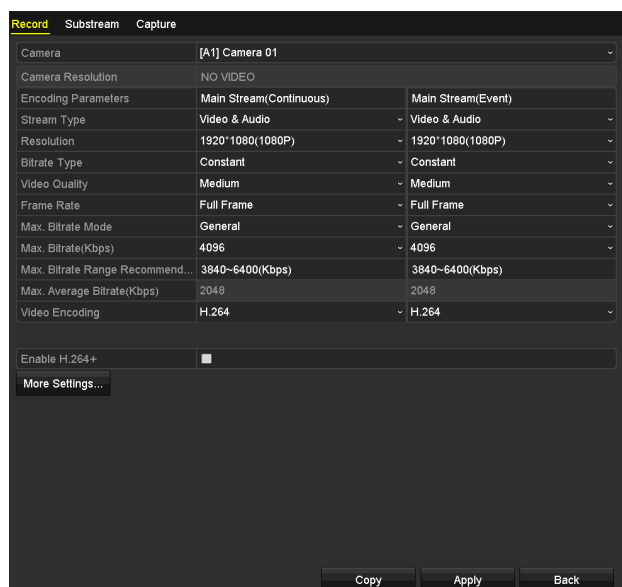 Record Substream Capture
Camera [A1] Camera 01
Camera Resolution NO VIDEO
Encoding Parameters Main Stream(Continuous) Main Stream(Event)
Stream Type Video & Audio Video & Audio
Resolution 1920*1080(1080P) 1920*1080(1080P)
Bitrate Type Constant Constant
Video Quality Medium Medium
Frame Rate Full Frame Full Frame
Max. Bitrate Mode General General
Max. Bitrate(Kbps) 4096 4096
Max. Bitrate Range Recommend... 3840~6400(Kbps) 3840~6400(Kbps)
Max. Average Bitrate(Kbps) 2048 2048
Video Encoding H.264 H.264
Enable H.264+
More Settings...
Copy Apply Back